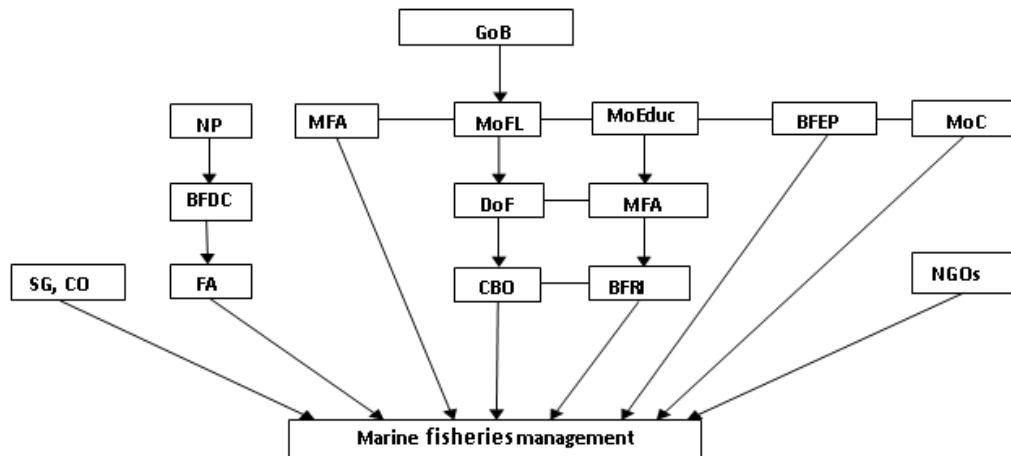 GoB
NP
MFA
MoFL
MoEduc
BFEP
MoC
BFDC
DoF
MFA
SG, CO
FA
CBO
BFRI
NGOs
Marine fisheries management